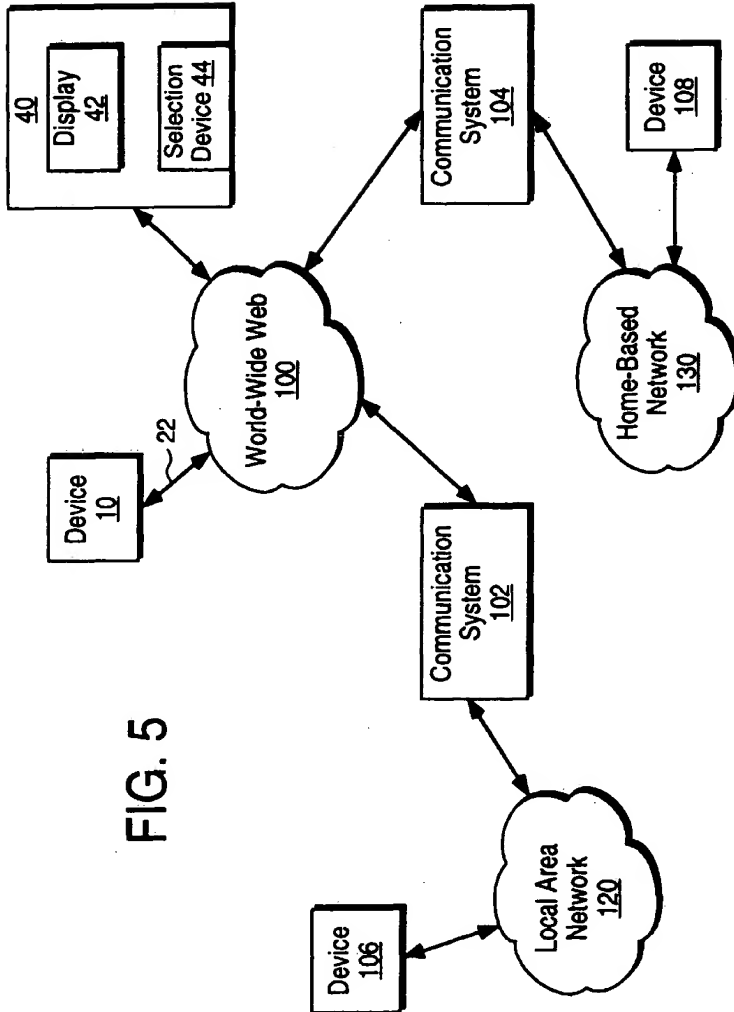 40
Display
42
Selection
Device 44
Device
10
22
World-Wide Web
100
Communication
System
104
Communication
System
102
Device
108
Home-Based
Network
130
Local Area
Network
120
Device
106
FIG. 5